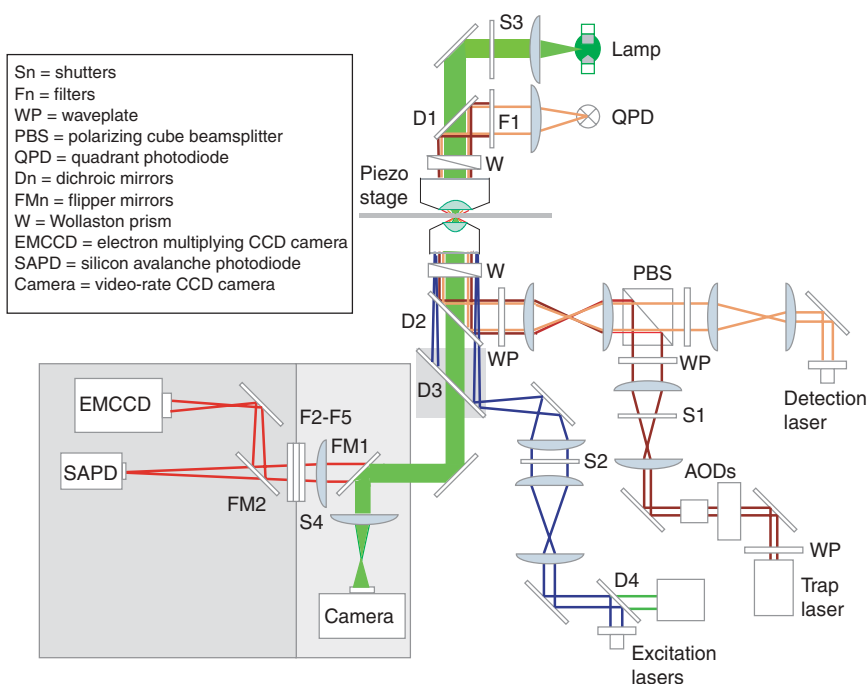 S3
Lamp
Sn = shutters
Fn = filters
WP = waveplate
PBS = polarizing cube beamsplitter
QPD = quadrant photodiode
Dn = dichroic mirrors
FMn = flipper mirrors
W = Wollaston prism
EMCCD = electron multiplying CCD camera
SAPD = silicon avalanche photodiode
Camera = video-rate CCD camera
D1
F1
QPD
W
Piezo
stage
W
PBS
D2
WP
WP
Detection
laser
D3
S1
EMCCD
F2-F5
FM1
S2
SAPD
FM2
S4
AODs
WP
Camera
D4
Trap
laser
Excitation
lasers